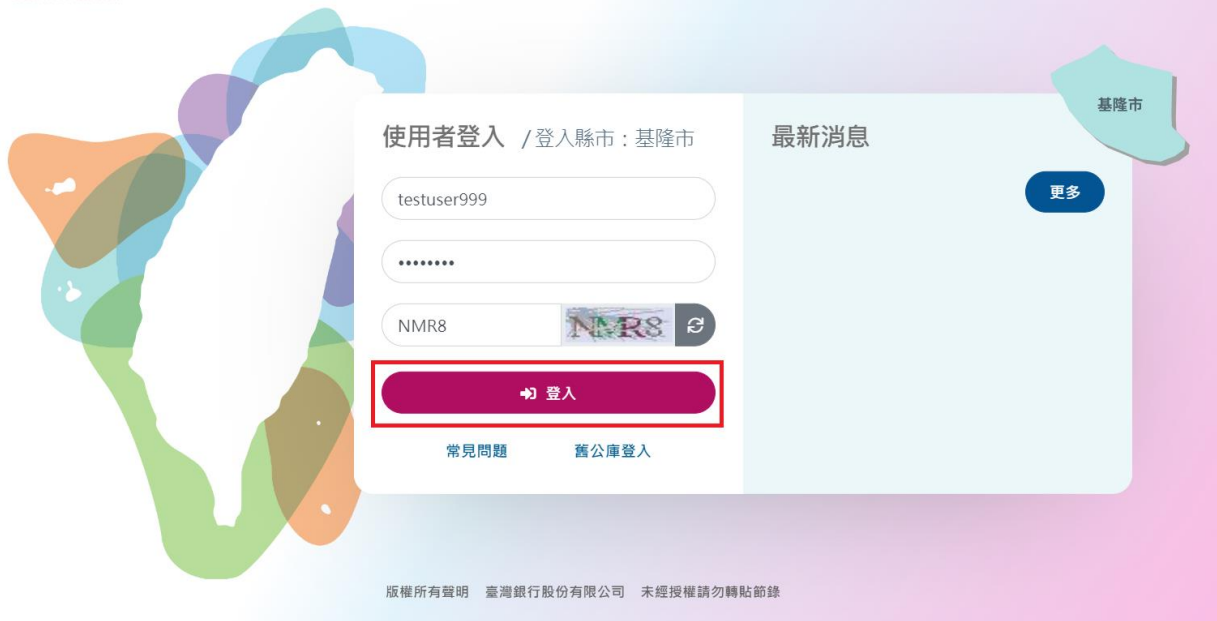 基隆市
使用者登入 /登入縣市：基隆市
最新消息
更多
testuser999
••••••••
NMR8 NMR8
登入
常見問題 舊公庫登入
版權所有聲明 臺灣銀行股份有限公司 未經授權請勿轉貼節錄